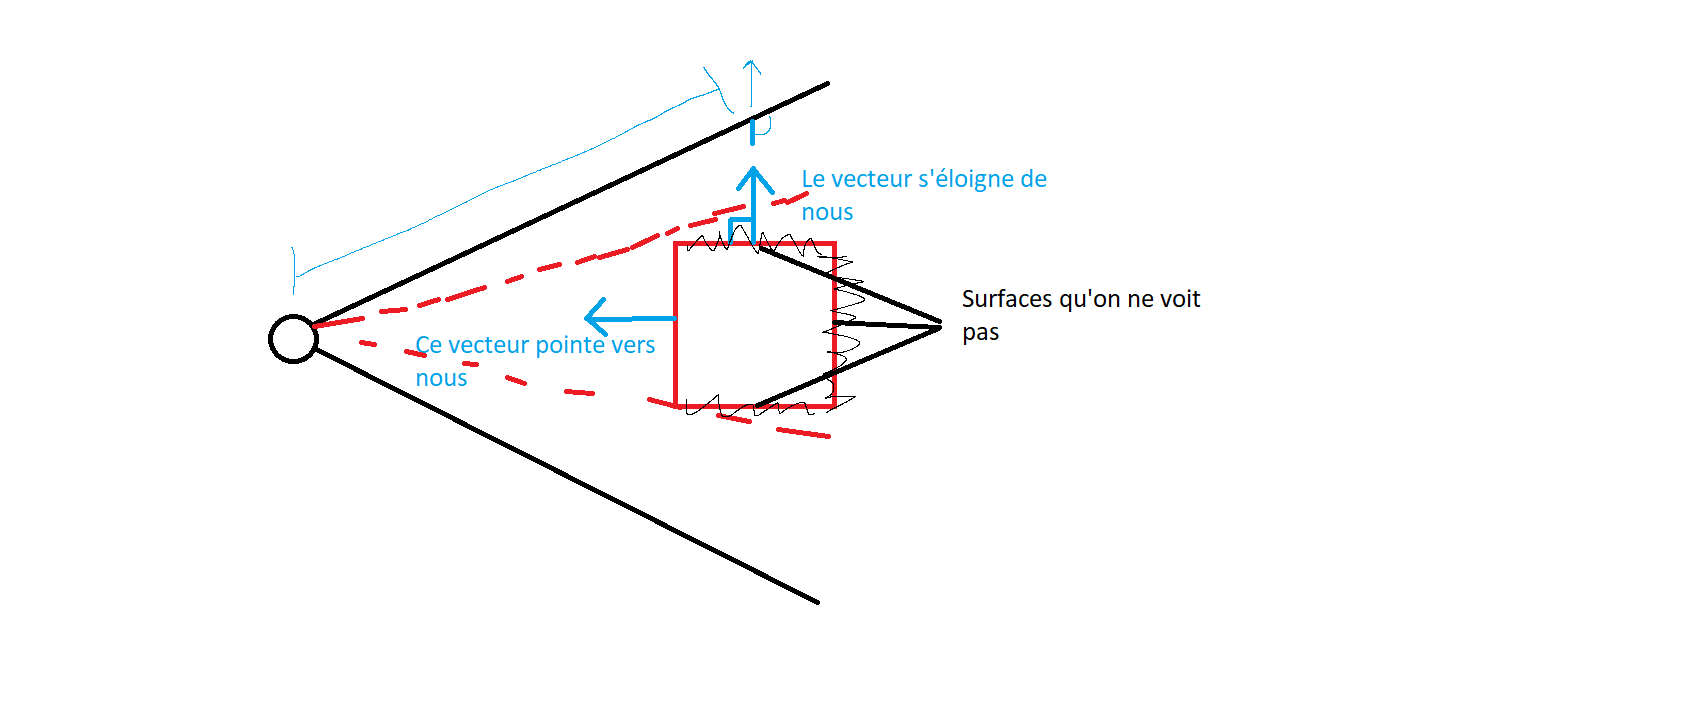 Le vecteur s'éloigne de
nous
Surfaces qu'on ne voit
pas
Ce vecteur pointe vers
nous